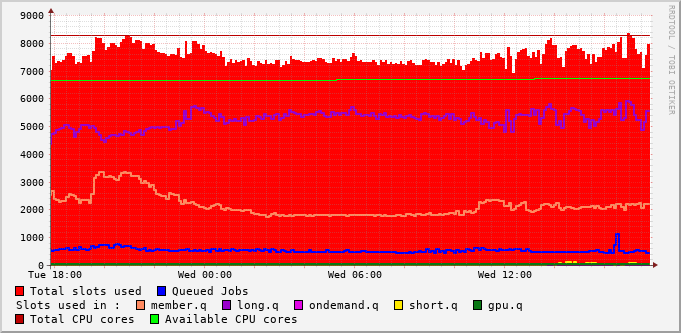 9000
8000
7000
6000
5000
4000
3000
2000
1000
0
Tue 18:00 Wed 00:00 Wed 06:00 Wed 12:00
RRDTOOL / TOBI OETIKER
Total slots used Queued Jobs
Slots used in : member.q long.q ondemand.q short.q gpu.q
Total CPU cores Available CPU cores